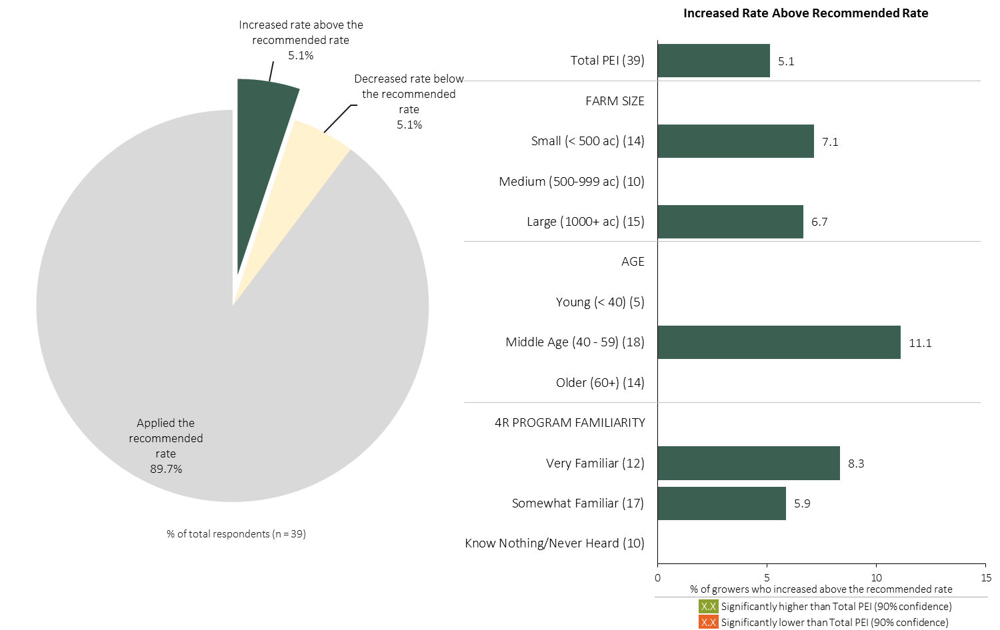 Increased rate above the
recommended rate
5.1%
Decreased rate below
the recommended
rate
5.1%
Applied the
recommended
rate
89.7%
% of total respondents (n = 39)
Increased Rate Above Recommended Rate
Total PEI (39)
5.1
FARM SIZE
Small (< 500 ac) (14)
7.1
Medium (500-999 ac) (10)
Large (1000+ ac) (15)
6.7
AGE
Young (< 40) (5)
Middle Age (40 - 59) (18)
11.1
Older (60+) (14)
4R PROGRAM FAMILIARITY
Very Familiar (12)
8.3
Somewhat Familiar (17)
5.9
Know Nothing/Never Heard (10)
0 5 10 15
% of growers who increased above the recommended rate
X.X Significantly higher than Total PEI (90% confidence)
X.X Significantly lower than Total PEI (90% confidence)